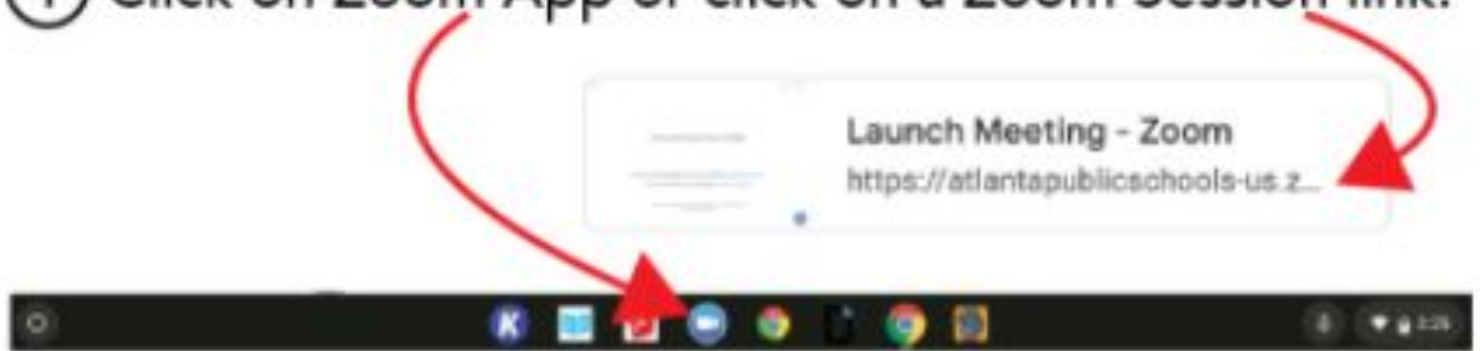 Click on Zoom App or click on a Zoom Session link.
Launch Meeting - Zoom
https://atlantapublicschools-us.z...
K